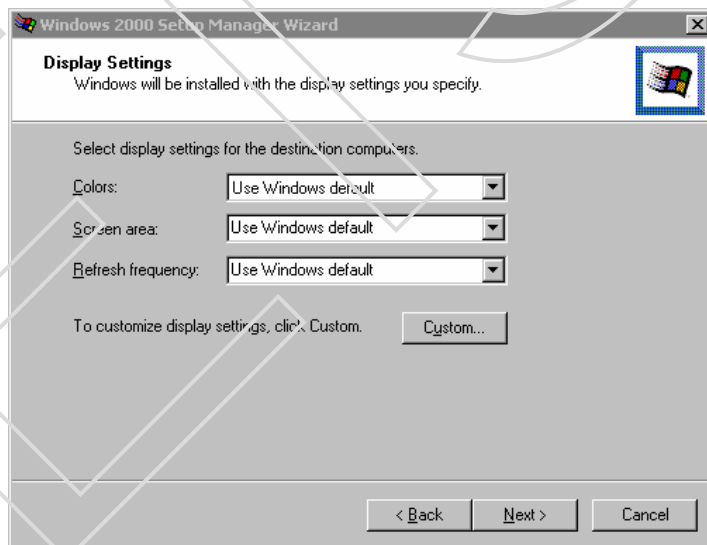 Windows 2000 Setup Manager Wizard
Display Settings
Windows will be installed with the display settings you specify.
Select display settings for the destination computers.
Colors: Use Windows default
Screen area: Use Windows default
Refresh frequency: Use Windows default
To customize display settings, click Custom. Custom...
< Back Next > Cancel